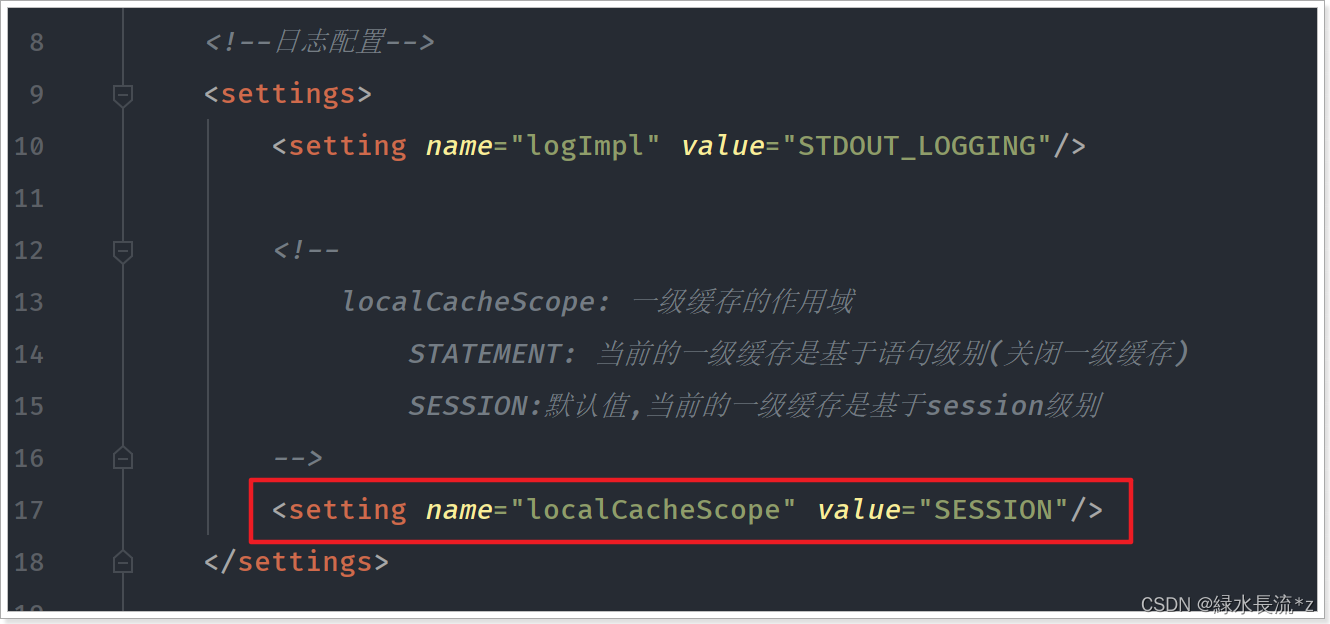 8 <!--日志配置-->
9 <settings>
10 <setting name="logImpl" value="STDOUT_LOGGING"/>
11
12 <!--
13 localCacheScope: 一级缓存的作用域
14 STATEMENT: 当前的一级缓存是基于语句级别(关闭一级缓存)
15 SESSION:默认值,当前的一级缓存是基于session级别
16 -->
17 <setting name="localCacheScope" value="SESSION"/>
18 </settings>
CSDN @緑水長流*z